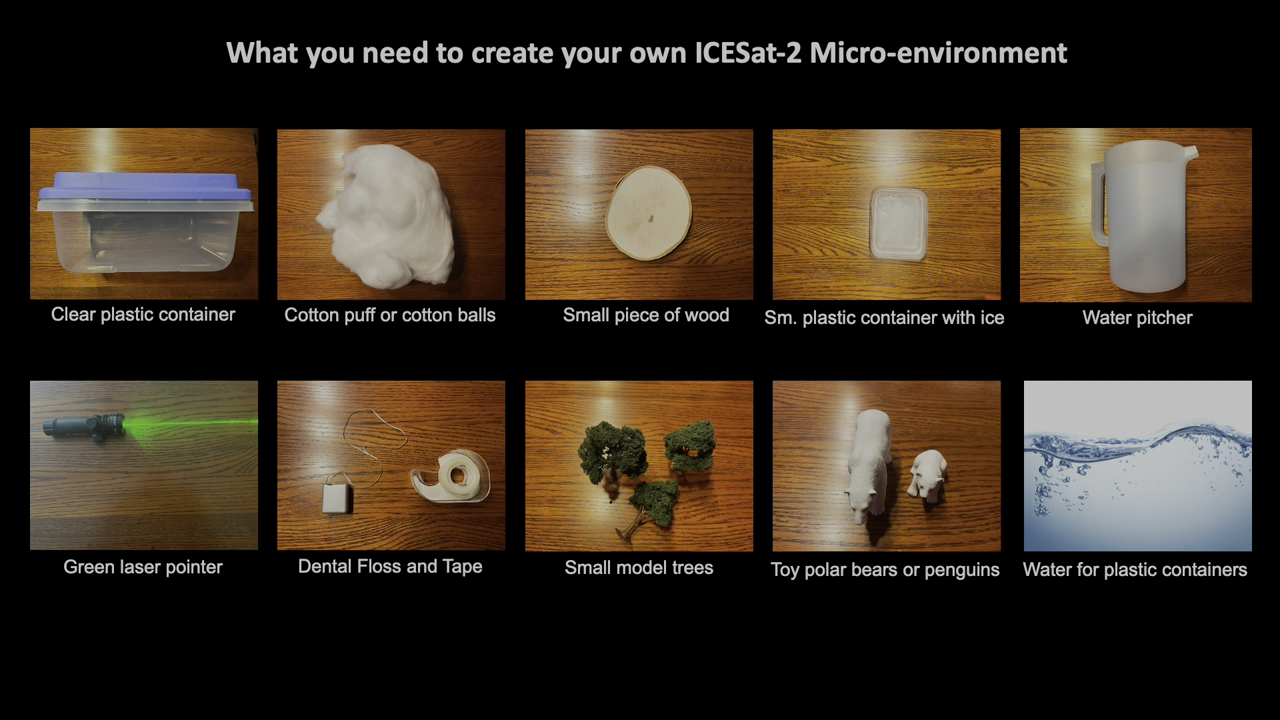 What you need to create your own ICESat-2 Micro-environment
Clear plastic container
Cotton puff or cotton balls
Small piece of wood
Sm. plastic container with ice
Water pitcher
Green laser pointer
Dental Floss and Tape
Small model trees
Toy polar bears or penguins
Water for plastic containers